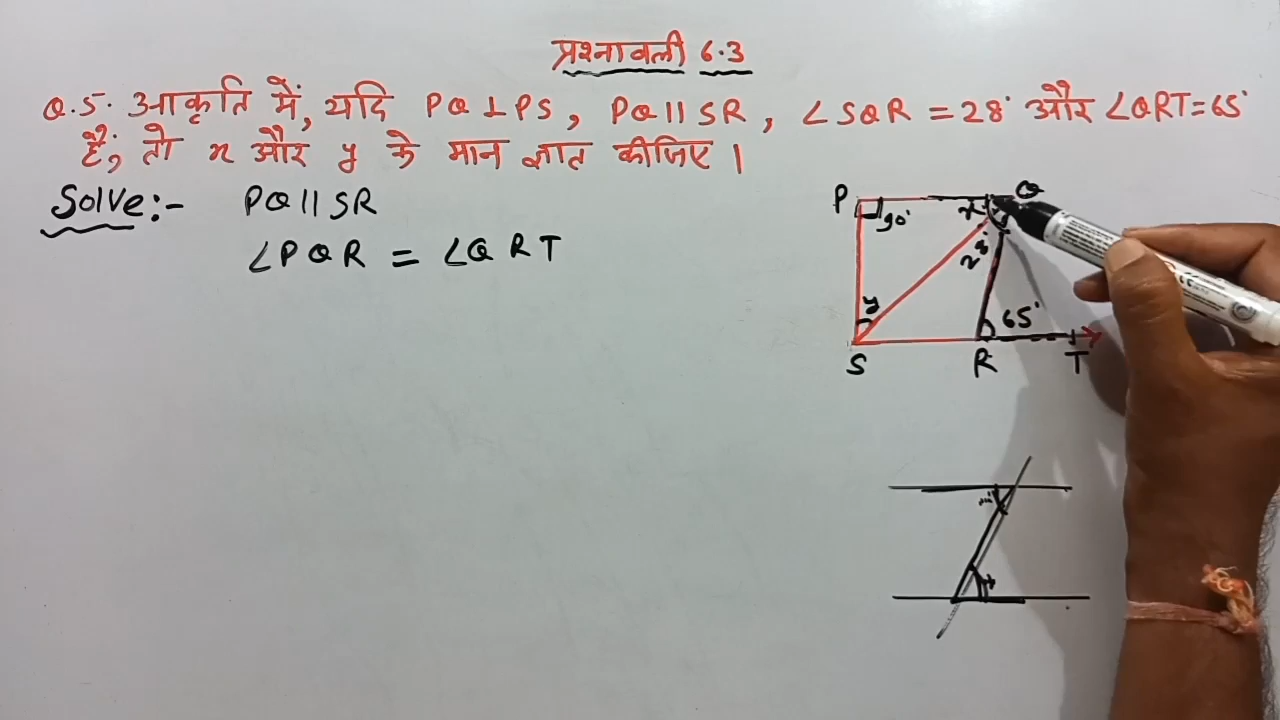 प्रश्नावली 6.3
Q.5. आकृति में, यदि PQ ⊥ PS, PQ || SR, ∠SQR = 28° और ∠QRT = 65°
हैं, तो x और y के मान ज्ञात कीजिए।
Solve:- PQ || SR
∠PQR = ∠QRT
P
Q
90°
x
28
y
65°
S
R
T